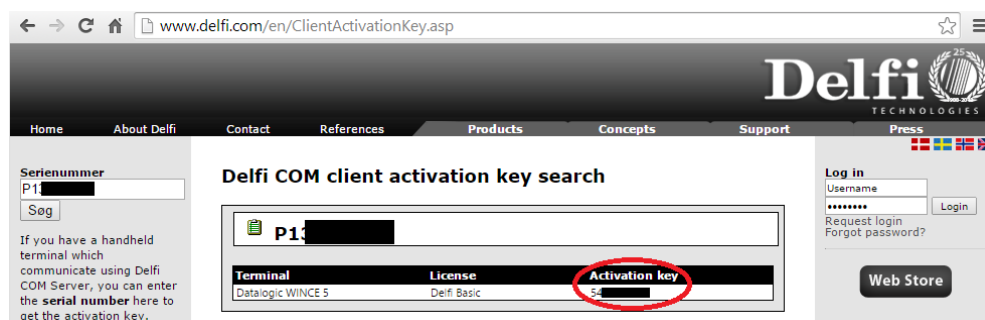 www.delfi.com/en/ClientActivationKey.asp
Delfi
25
TECHNOLOGIES
Home About Delfi Contact References Products Concepts Support Press
Serienummer
P13
Søg
If you have a handheld
terminal which
communicate using Delfi
COM Server, you can enter
the serial number here to
get the activation key.
Delfi COM client activation key search
P13
Terminal License Activation key
Datalogic WINCE 5 Delfi Basic 54
Log in
Username
•••••••• Login
Request login
Forgot password?
Web Store